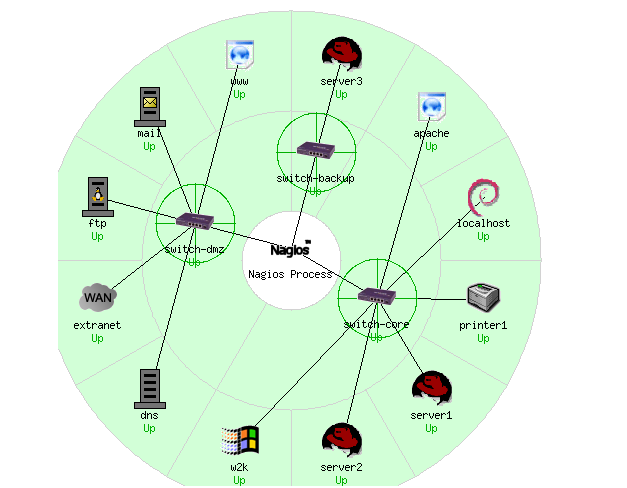 www
Up
server3
Up
mail
Up
apache
Up
switch-backup
Up
ftp
Up
localhost
Up
switch-dmz
Up
Nagios™
Nagios Process
WAN
extranet
Up
switch-core
Up
printer1
Up
dns
Up
server1
Up
w2k
Up
server2
Up